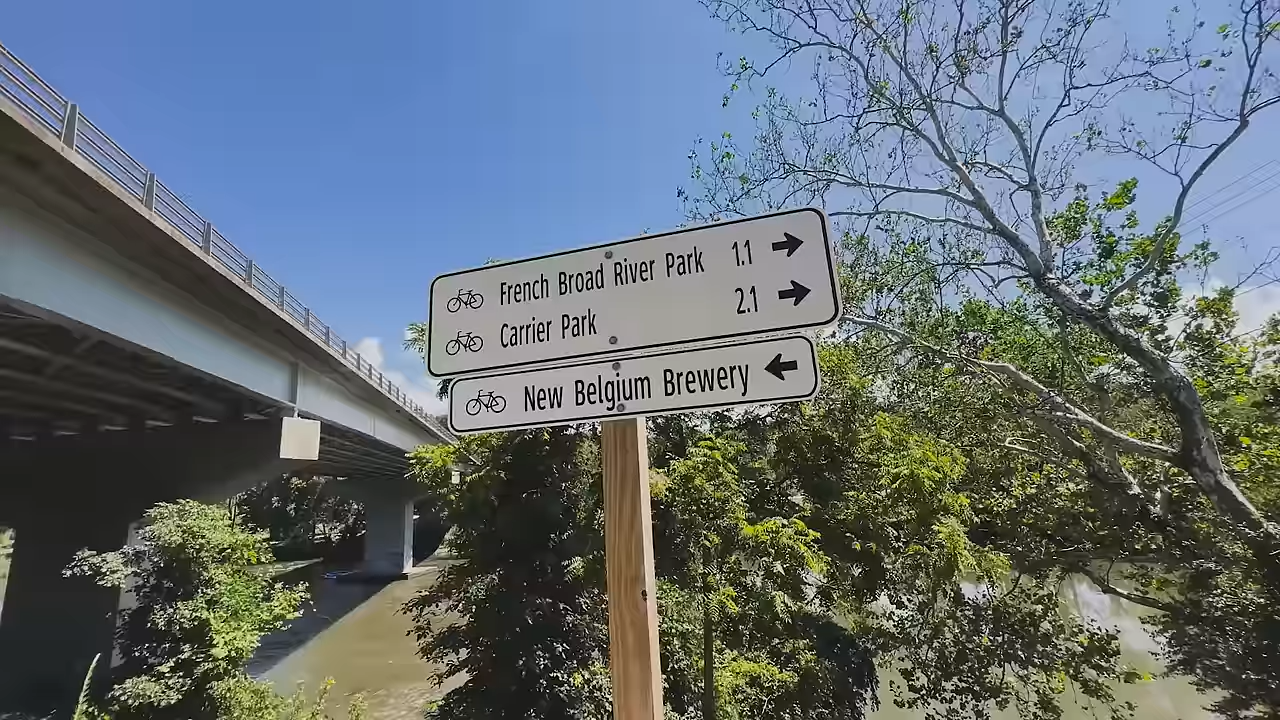 French Broad River Park 1.1 →
Carrier Park 2.1 →
New Belgium Brewery ←